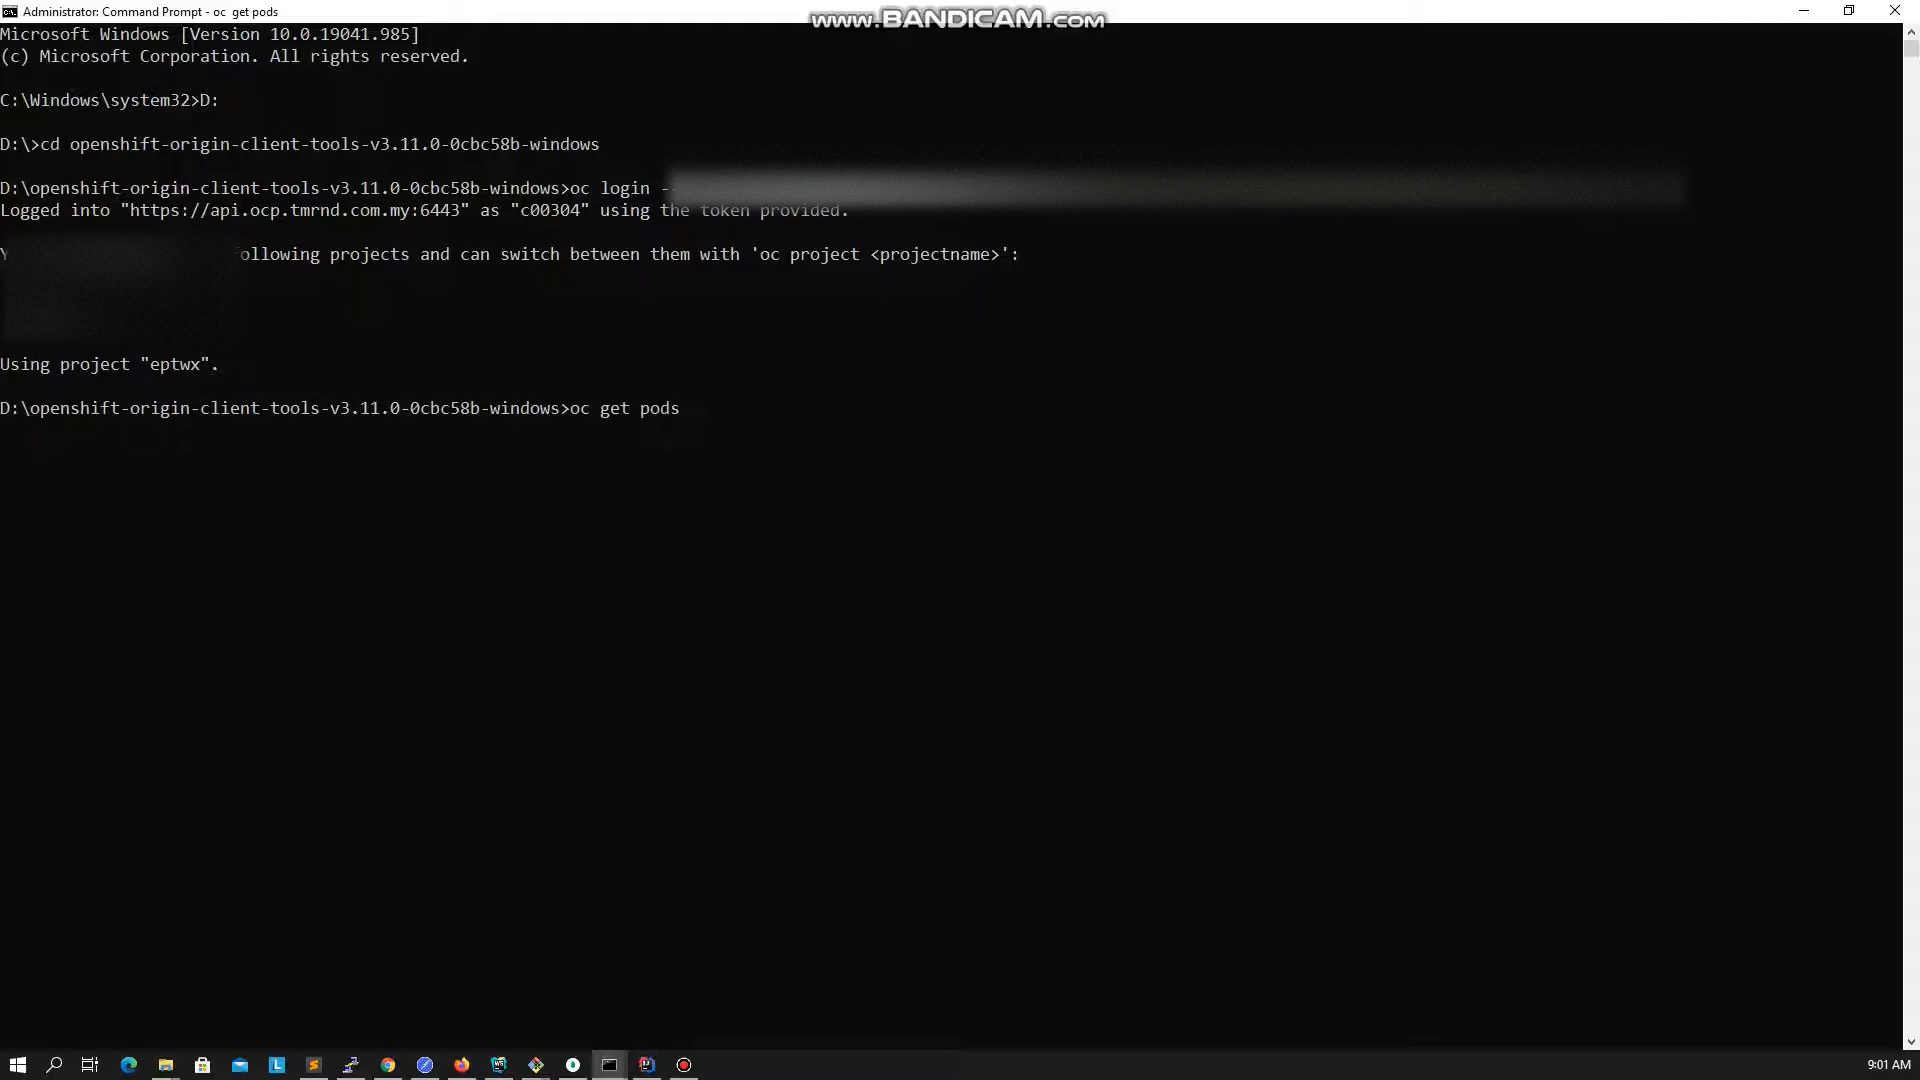 Administrator: Command Prompt - oc  get pods
www.BANDICAM.com
Microsoft Windows [Version 10.0.19041.985]
(c) Microsoft Corporation. All rights reserved.
C:\Windows\system32>D:
D:\>cd openshift-origin-client-tools-v3.11.0-0cbc58b-windows
D:\openshift-origin-client-tools-v3.11.0-0cbc58b-windows>oc login --
Logged into "https://api.ocp.tmrnd.com.my:6443" as "c00304" using the token provided.
ollowing projects and can switch between them with 'oc project <projectname>':
Using project "eptwx".
D:\openshift-origin-client-tools-v3.11.0-0cbc58b-windows>oc get pods
9:01 AM